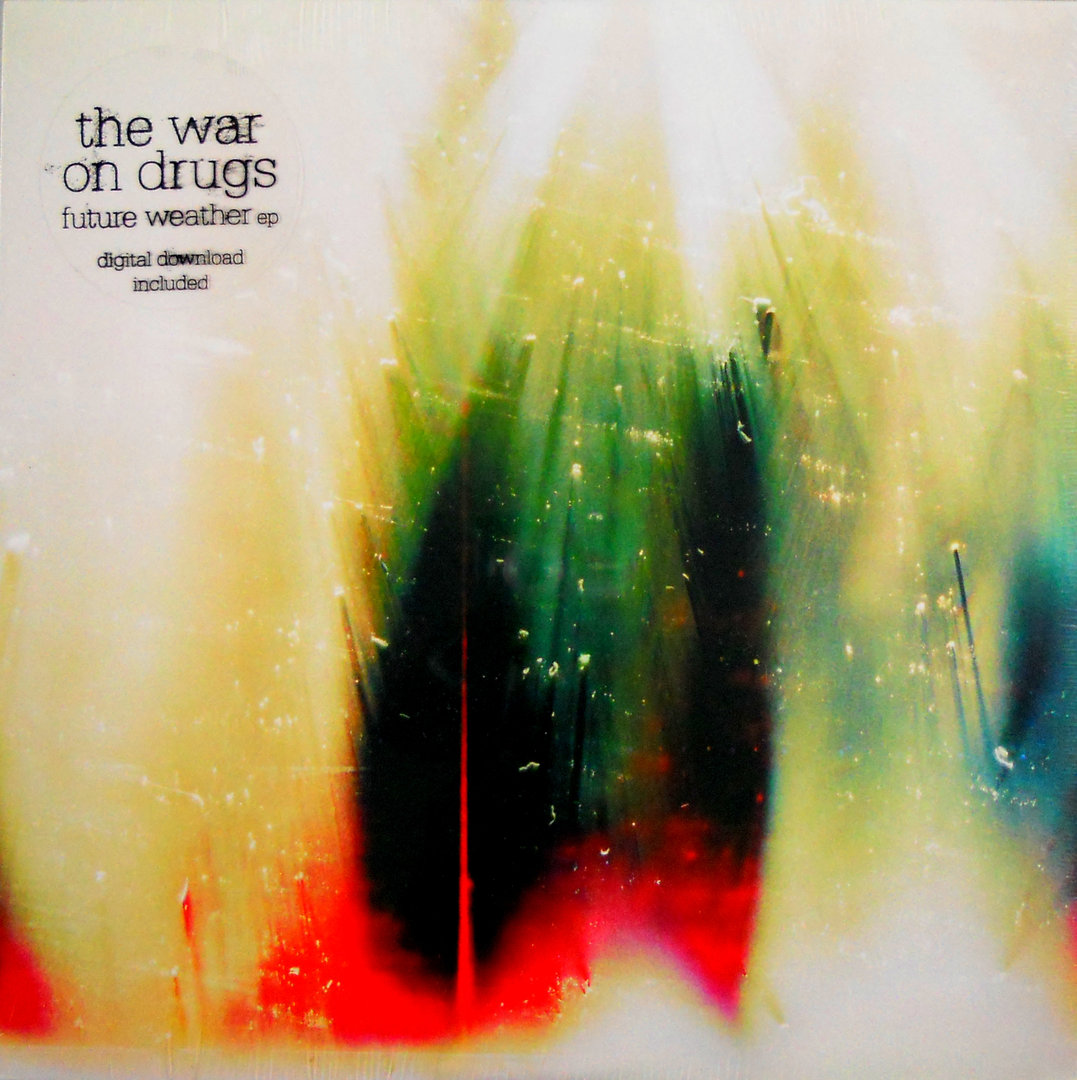 the war
on drugs
future weather ep
digital download
included